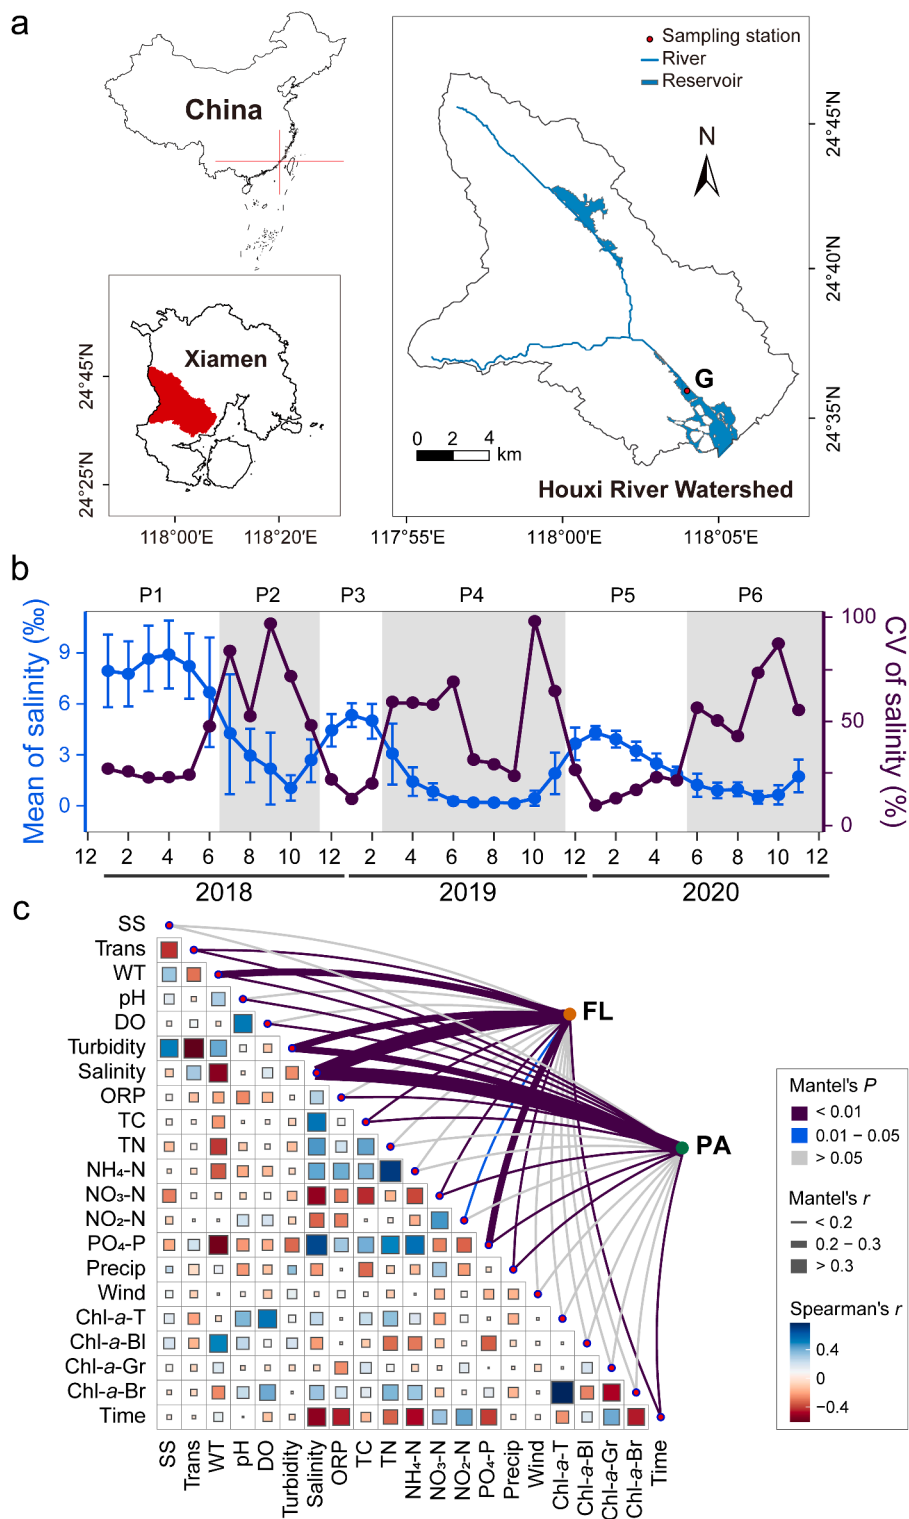 a
China
Xiamen
24°45'N
24°25'N
118°00'E
118°20'E
Sampling station
River
Reservoir
N
G
0 2 4 km
Houxi River Watershed
24°45'N
24°40'N
24°35'N
117°55'E
118°00'E
118°05'E
b
P1 P2 P3 P4 P5 P6
Mean of salinity (‰)
9
6
3
0
CV of salinity (%)
100
50
0
12 2 4 6 8 10 12 2 4 6 8 10 12 2 4 6 8 10 12
2018 2019 2020
c
SS
Trans
WT
pH
DO
Turbidity
Salinity
ORP
TC
TN
NH₄-N
NO₃-N
NO₂-N
PO₄-P
Precip
Wind
Chl-a-T
Chl-a-Bl
Chl-a-Gr
Chl-a-Br
Time
SS
Trans
WT
pH
DO
Turbidity
Salinity
ORP
TC
TN
NH₄-N
NO₃-N
NO₂-N
PO₄-P
Precip
Wind
Chl-a-T
Chl-a-Bl
Chl-a-Gr
Chl-a-Br
Time
FL
PA
Mantel's P
< 0.01
0.01 – 0.05
> 0.05
Mantel's r
< 0.2
0.2 – 0.3
> 0.3
Spearman's r
0.4
0
−0.4